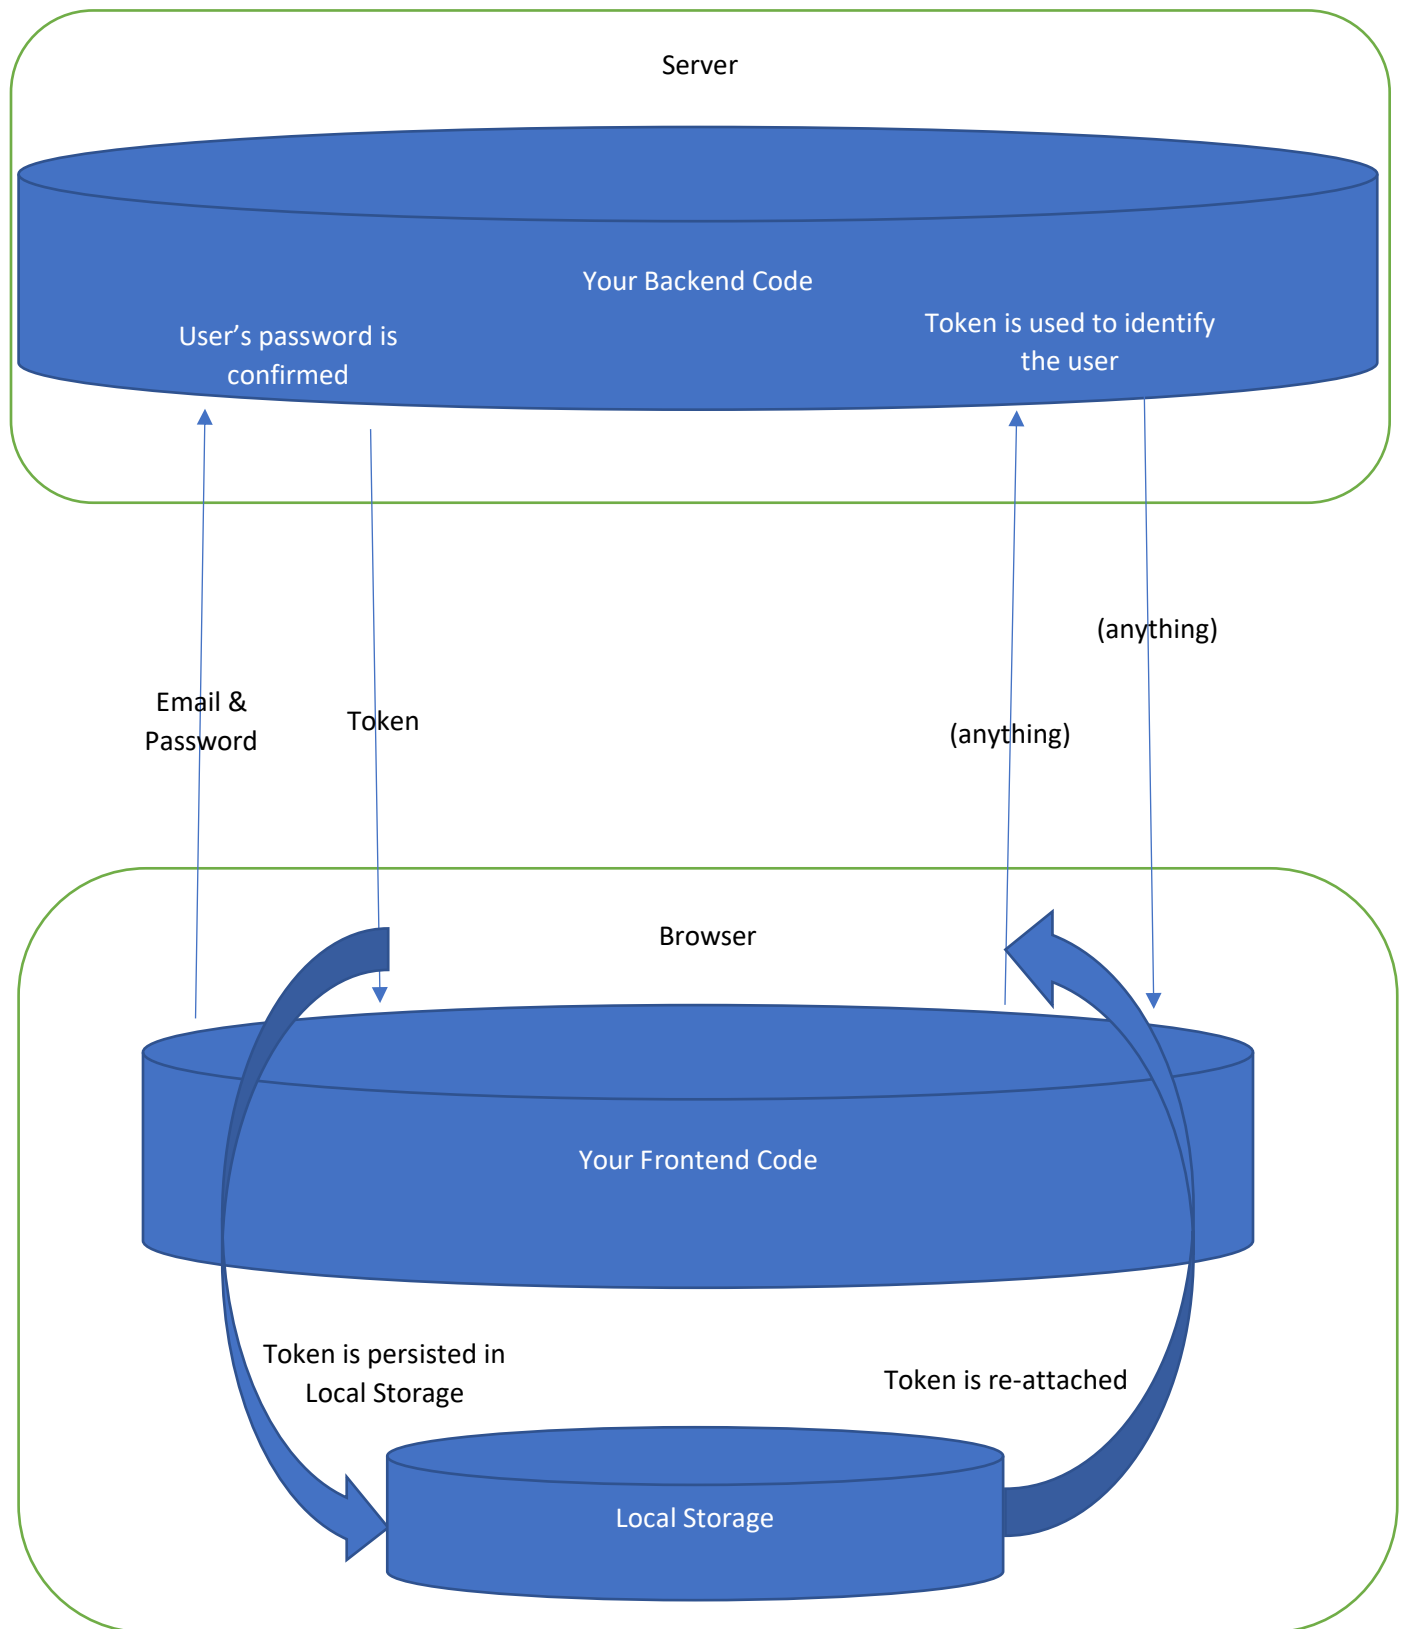 Server
Your Backend Code
User’s password is
confirmed
Token is used to identify
the user
Email &
Password
Token
(anything)
(anything)
Browser
Your Frontend Code
Token is persisted in
Local Storage
Token is re-attached
Local Storage